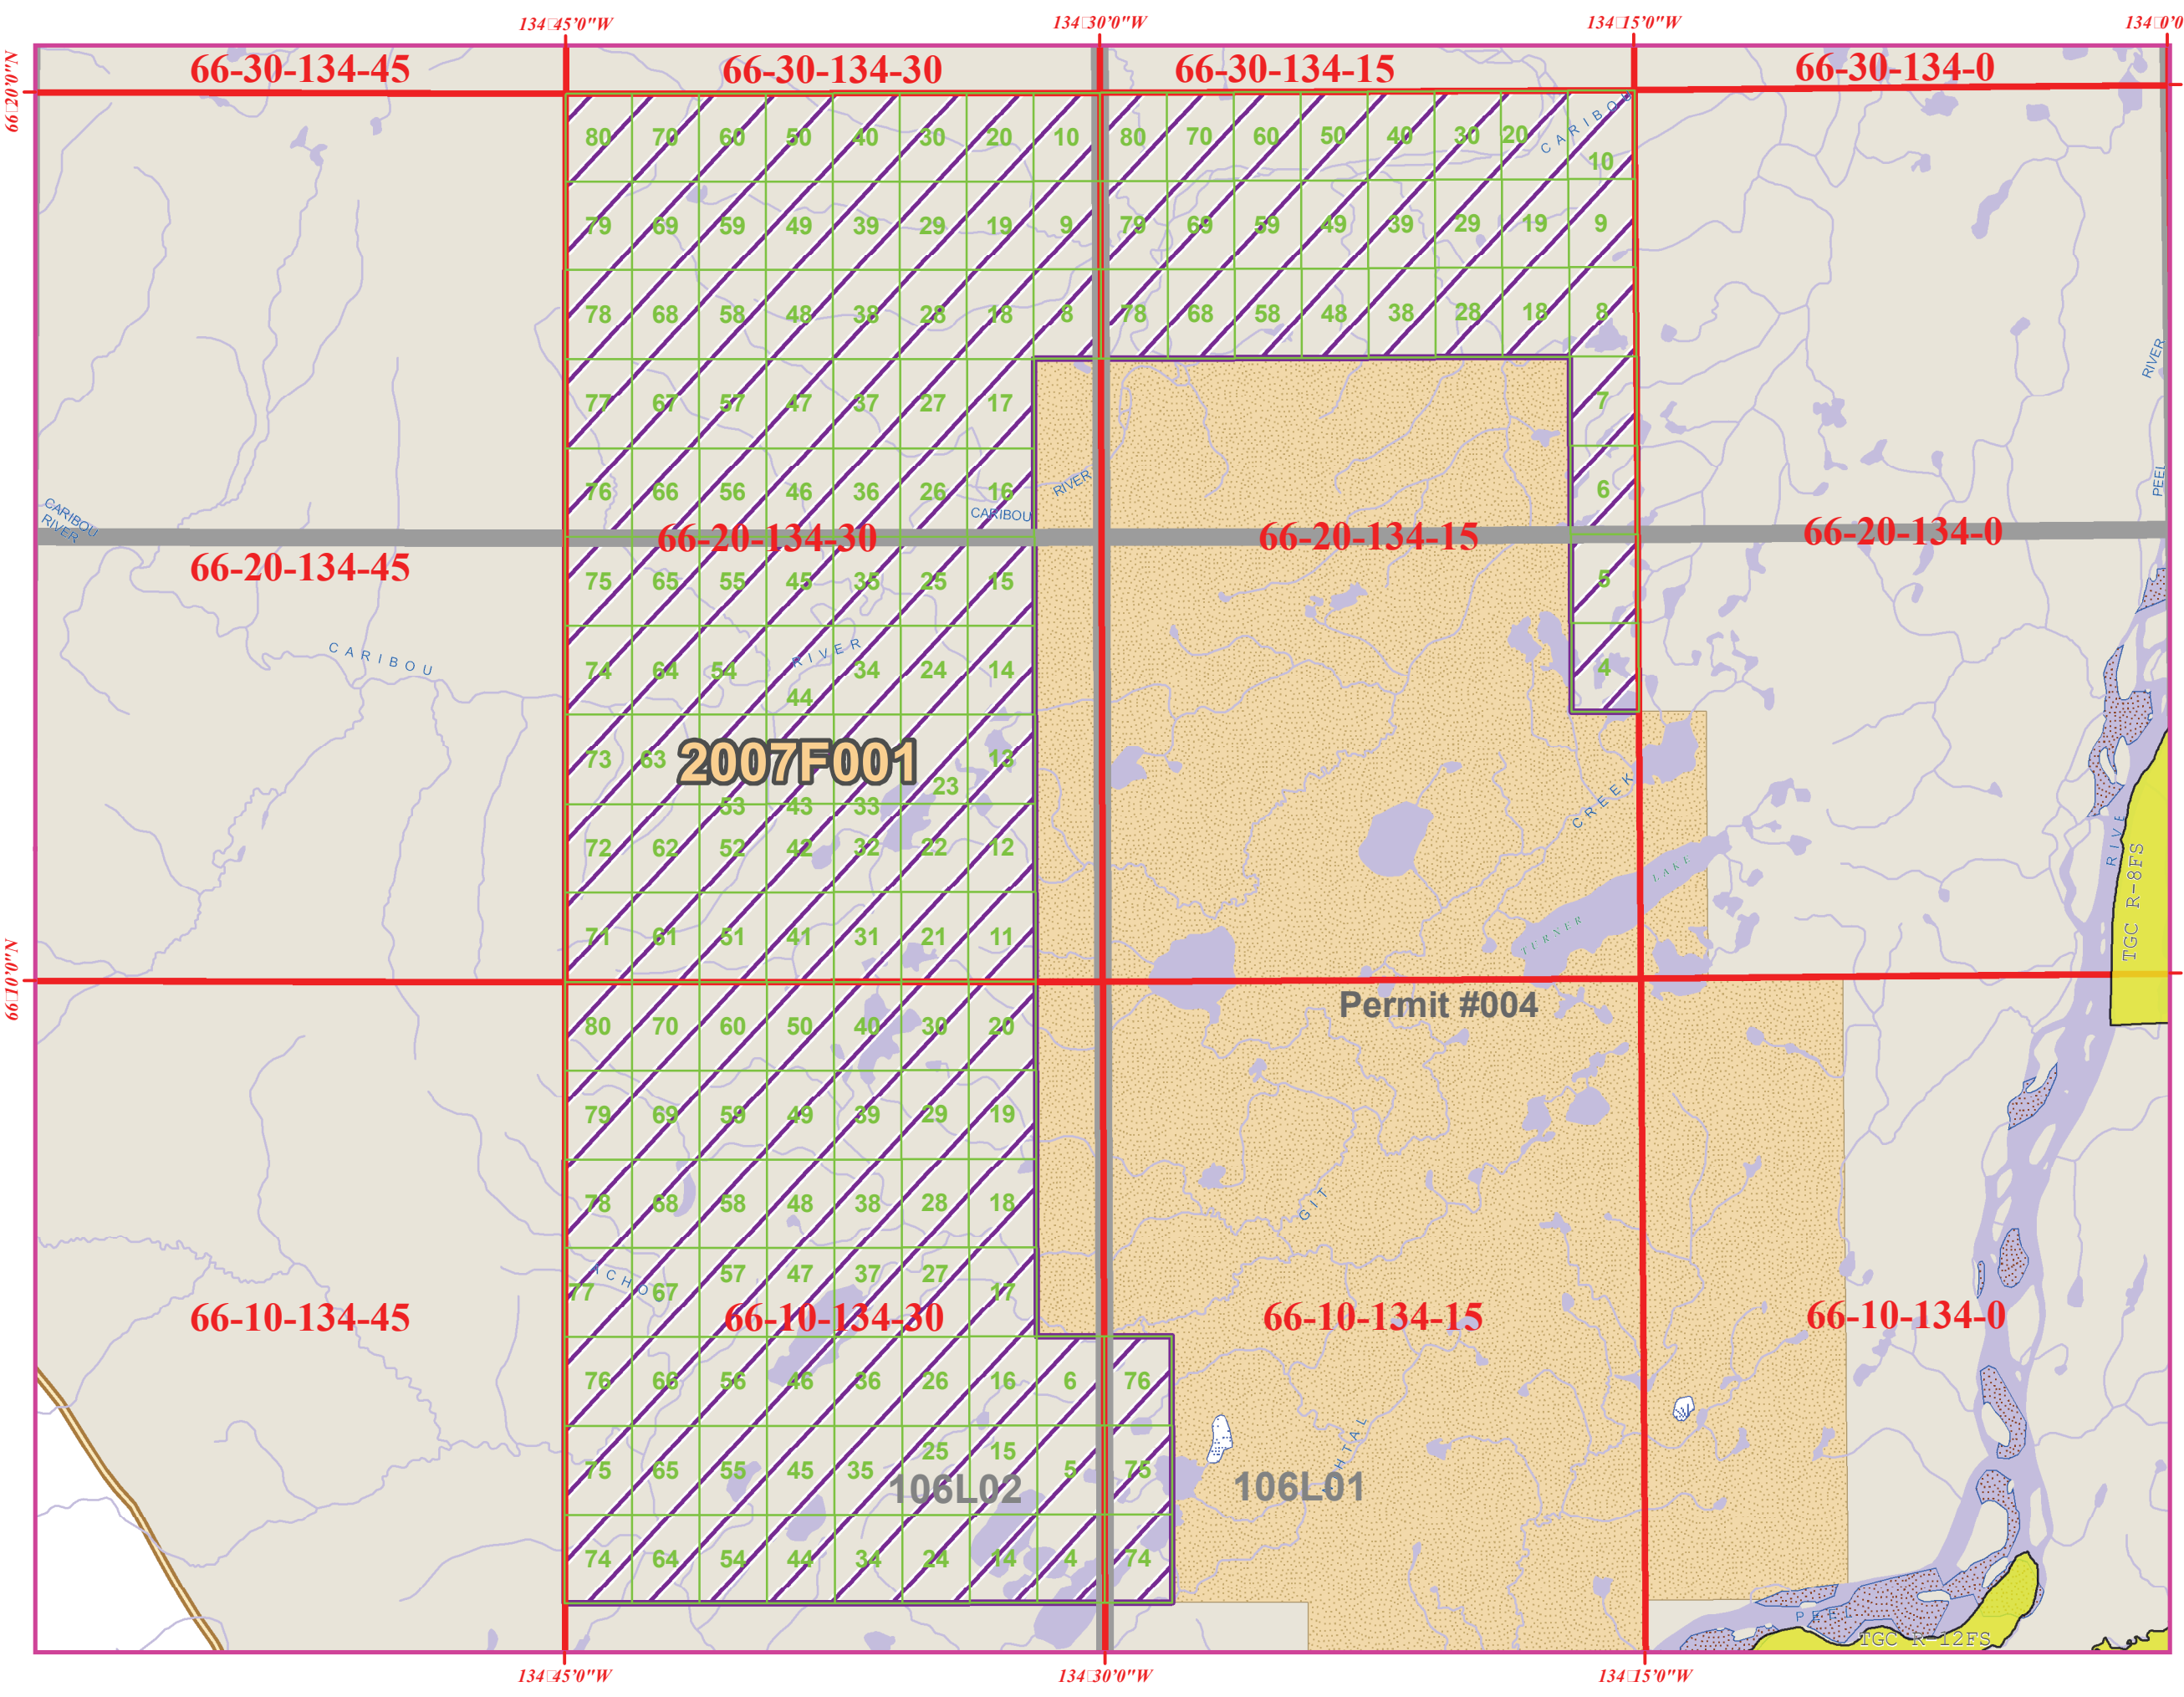 134°45'0"W 134°30'0"W 134°15'0"W
66°20'0"N
66-30-134-45 66-30-134-30 66-30-134-15 66-30-134-0
CARIBOU
80 70 60 50 40 30 20 10 80 70 60 50 40 30 20 10
79 69 59 49 39 29 19 9 79 69 59 49 39 29 19 9
78 68 58 48 38 28 18 8 78 68 58 48 38 28 18 8
RIVER
77 67 57 47 37 27 17 7
76 66 56 46 36 26 16 RIVER 6 PEEL
CARIBOU
CARIBOU
RIVER
66-20-134-45 66-20-134-30 66-20-134-15 66-20-134-0
75 65 55 45 35 25 15 5
CARIBOU RIVER
74 64 54 44 34 24 14 4
73 63 2007F001 23 13
53 43 33
CREEK
72 62 52 42 32 22 12
TURNER LAKE
RIVE
TGC R-8FS
71 61 51 41 31 21 11
66°10'0"N
Permit #004
80 70 60 50 40 30 20
79 69 59 49 39 29 19
78 68 58 48 38 28 18
GIT
77 67 57 47 37 27 17
CHO
66-10-134-45 66-10-134-30 66-10-134-15 66-10-134-0
76 66 56 46 36 26 16 6 76
75 65 55 45 35 25 15 5 75
HTAL
106L02 106L01
74 64 54 44 34 24 14 4 74
PEEL
TGC R-12FS
134°45'0"W 134°30'0"W 134°15'0"W